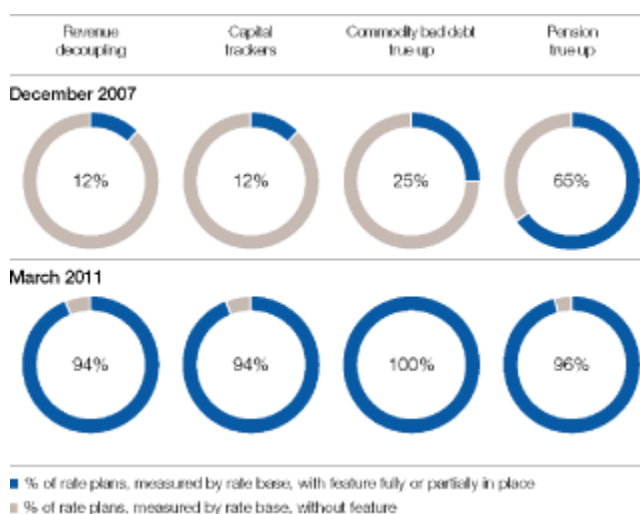 Revenue decoupling
Capital trackers
Commodity bad debt true up
Pension true up
December 2007
12%
12%
25%
65%
March 2011
94%
94%
100%
96%
% of rate plans, measured by rate base, with feature fully or partially in place
% of rate plans, measured by rate base, without feature